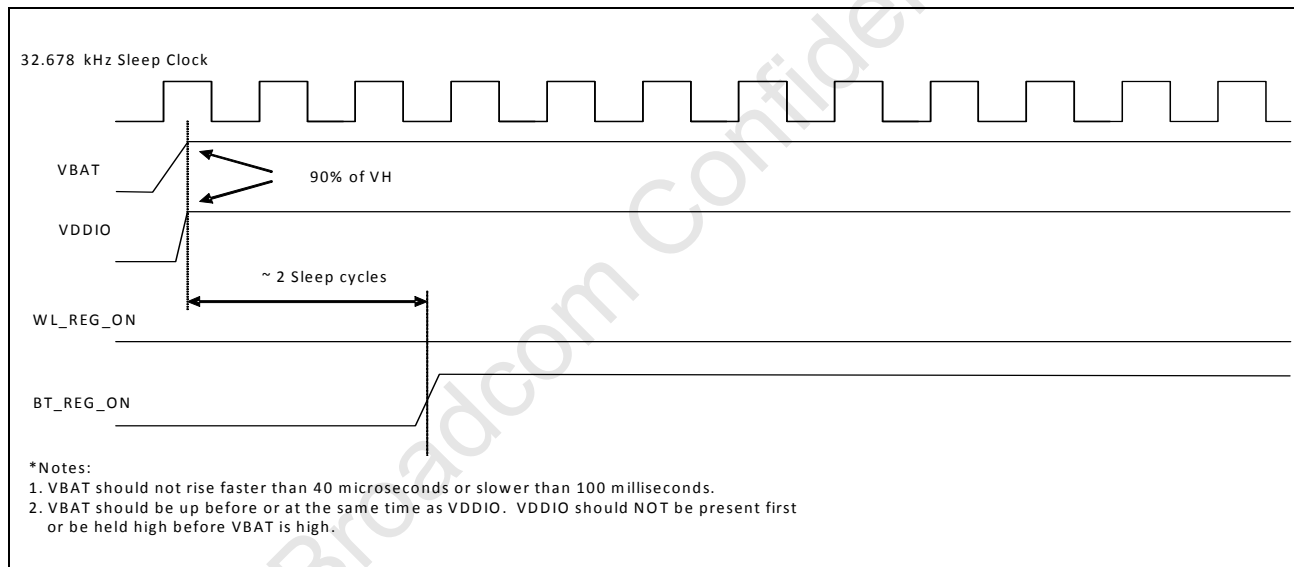 32.678 kHz Sleep Clock
VBAT
90% of VH
VDDIO
~ 2 Sleep cycles
WL_REG_ON
BT_REG_ON
*Notes:
1. VBAT should not rise faster than 40 microseconds or slower than 100 milliseconds.
2. VBAT should be up before or at the same time as VDDIO. VDDIO should NOT be present first
or be held high before VBAT is high.
Broadcom Confiden